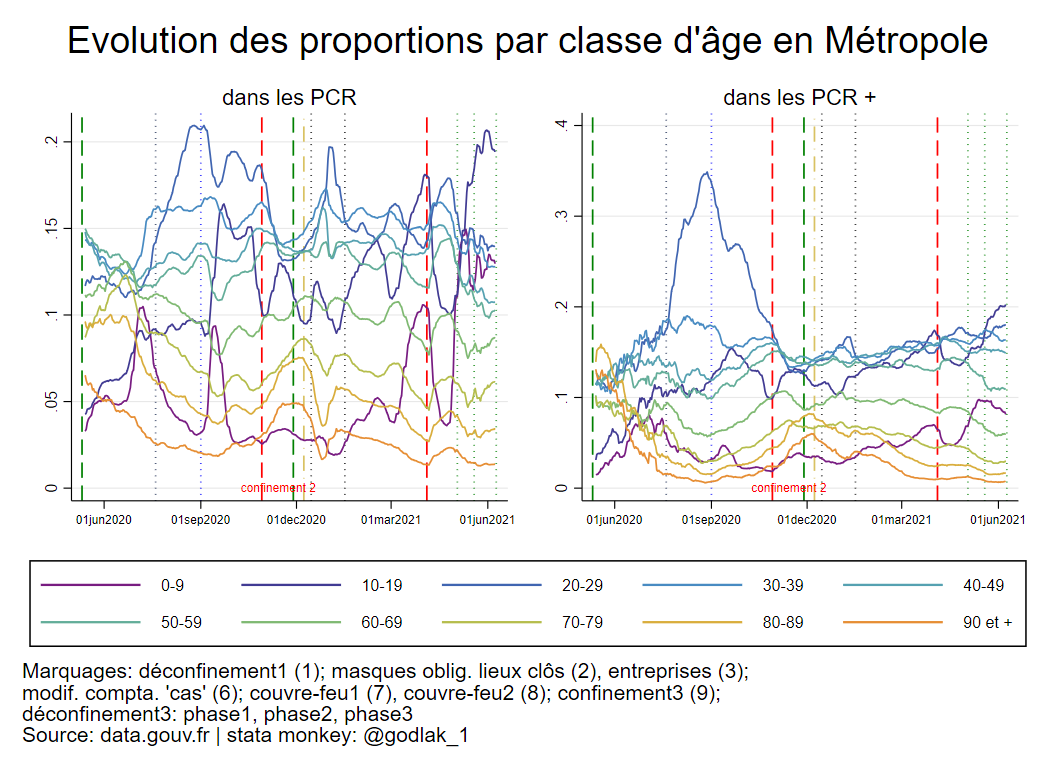 Evolution des proportions par classe d'âge en Métropole
dans les PCR
dans les PCR +
.2
.15
.1
.05
0
confinement 2
01jun2020
01sep2020
01dec2020
01mar2021
01jun2021
.4
.3
.2
.1
0
confinement 2
01jun2020
01sep2020
01dec2020
01mar2021
01jun2021
0-9
10-19
20-29
30-39
40-49
50-59
60-69
70-79
80-89
90 et +
Marquages: déconfinement1 (1); masques oblig. lieux clôs (2), entreprises (3);
modif. compta. 'cas' (6); couvre-feu1 (7), couvre-feu2 (8); confinement3 (9);
déconfinement3: phase1, phase2, phase3
Source: data.gouv.fr | stata monkey: @godlak_1